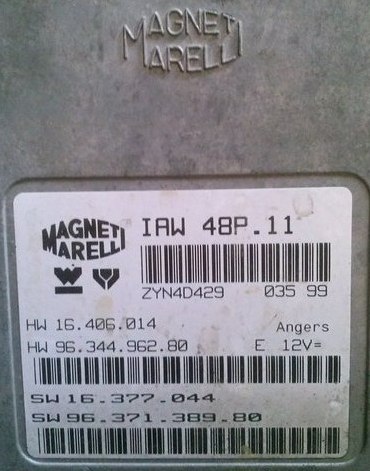 MAGNETI
MARELLI
MAGNETI
MARELLI
IAW 48P.11
ZYN4D429 035 99
HW 16.406.014 Angers
HW 96.344.962.80 E 12V=
SW 16.377.044
SW 96.371.389.80